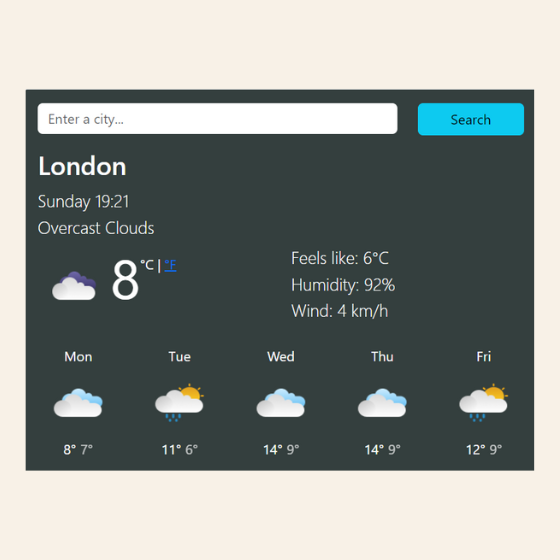 Enter a city...
Search
London
Sunday 19:21
Overcast Clouds
8 °C | °F
Feels like: 6°C
Humidity: 92%
Wind: 4 km/h
Mon Tue Wed Thu Fri
8° 7° 11° 6° 14° 9° 14° 9° 12° 9°